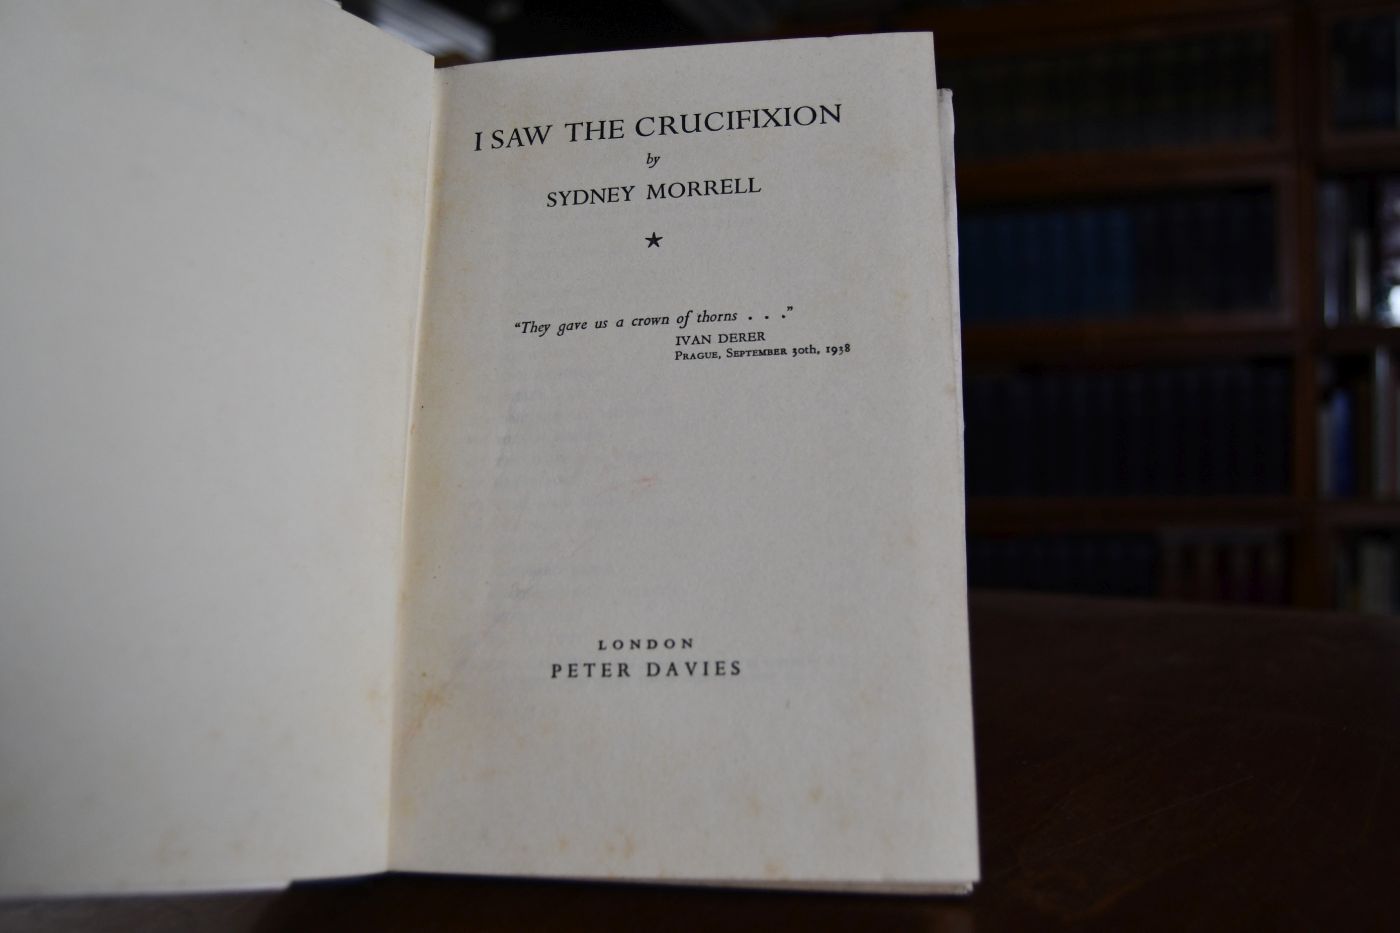 I SAW THE CRUCIFIXION
by
SYDNEY MORRELL
★
“They gave us a crown of thorns . . .”
IVAN DERER
PRAGUE, SEPTEMBER 30th, 1938
LONDON
PETER DAVIES